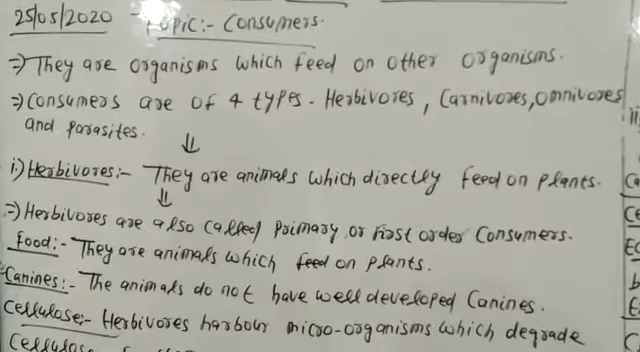 25/05/2020 Topic:- Consumers.
⇒ They are organisms which feed on other organisms.
⇒ Consumers are of 4 types - Herbivores, Carnivores, Omnivores
and parasites.
⇓
i.) Herbivores:- They are animals which directly feed on plants.
⇓
⇒ Herbivores are also called primary or First order Consumers.
Food:- They are animals which feed on plants.
Canines:- The animals do not have well developed Canines.
Cellulose:- Herbivores harbour micro-organisms which degrade
Cellulose